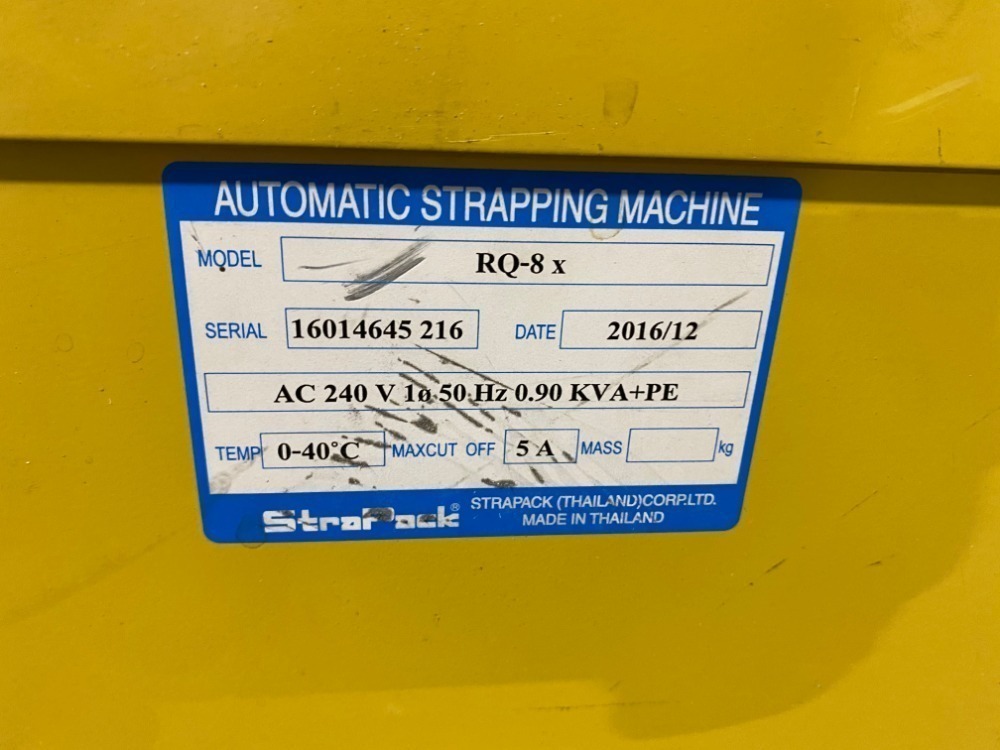 AUTOMATIC STRAPPING MACHINE
MODEL RQ-8 x
SERIAL 16014645 216 DATE 2016/12
AC 240 V 1ø 50 Hz 0.90 KVA+PE
TEMP 0-40°C MAXCUT OFF 5 A MASS kg
StraPack® STRAPACK (THAILAND)CORP.LTD.
MADE IN THAILAND